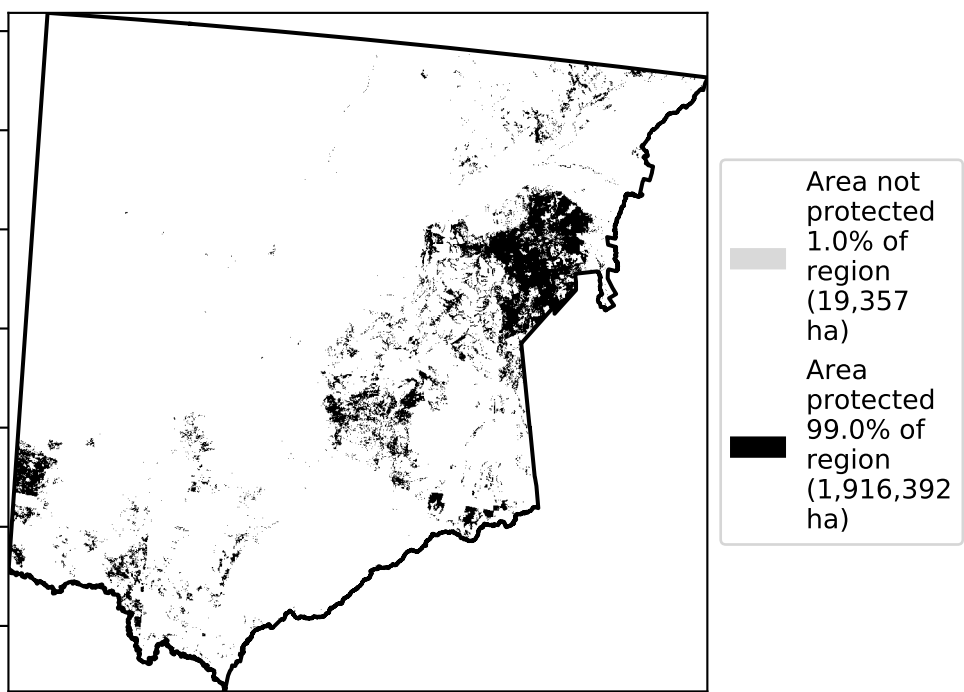 Area not
protected
1.0% of
region
(19,357
ha)
Area
protected
99.0% of
region
(1,916,392
ha)